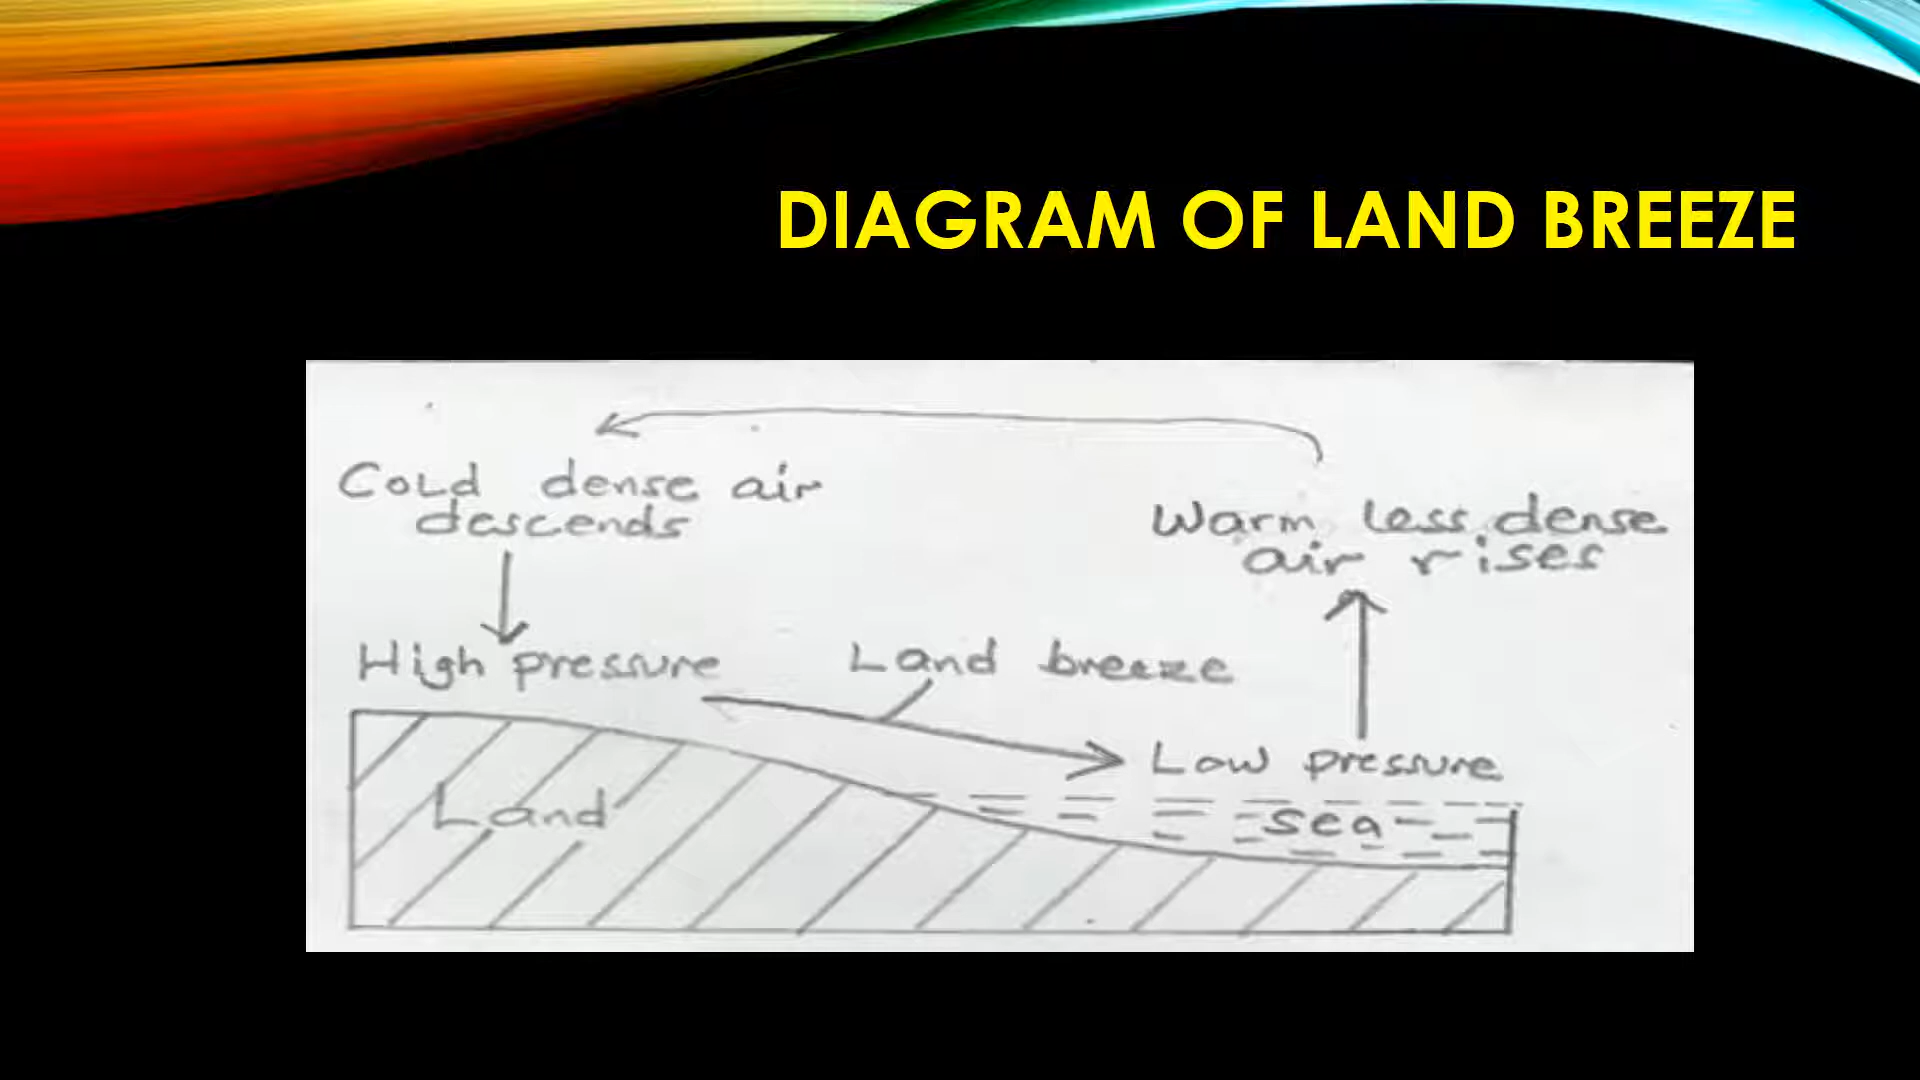 DIAGRAM OF LAND BREEZE
Cold dense air
descends
Warm less dense
air rises
High pressure
Land breeze
Low pressure
Land
sea